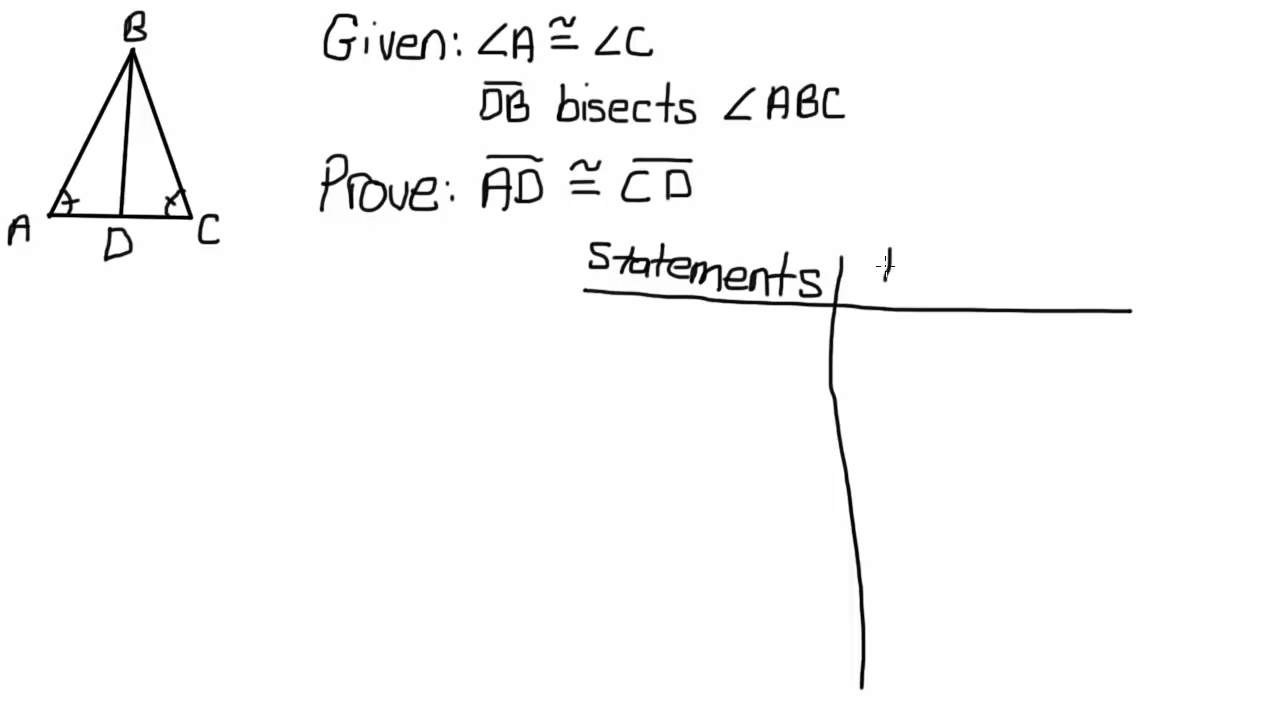 B
Given: ∠A ≅ ∠C
DB bisects ∠ABC
Prove: AD ≅ CD
A
D
C
Statements